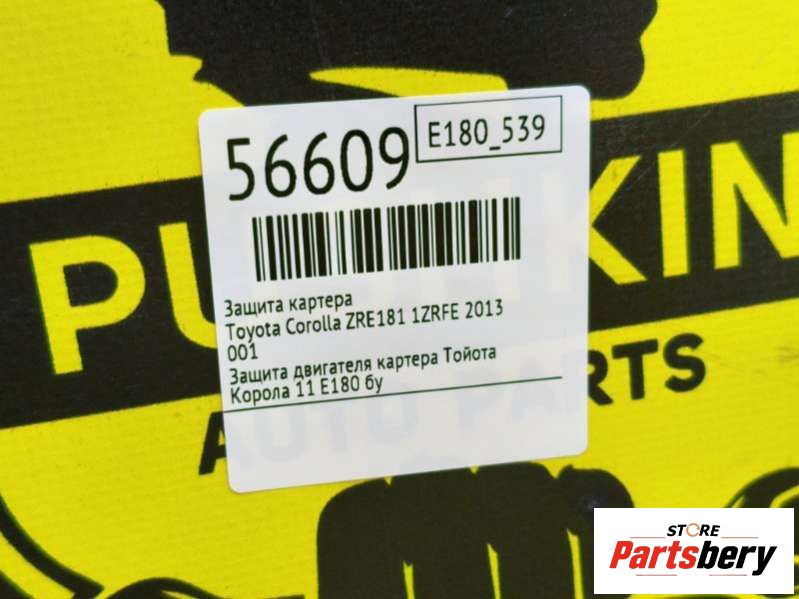 56609
E180_539
Защита картера
Toyota Corolla ZRE181 1ZRFE 2013
001
Защита двигателя картера Тойота
Корола 11 Е180 бу
AUTO PARTS
STORE
Partsbery